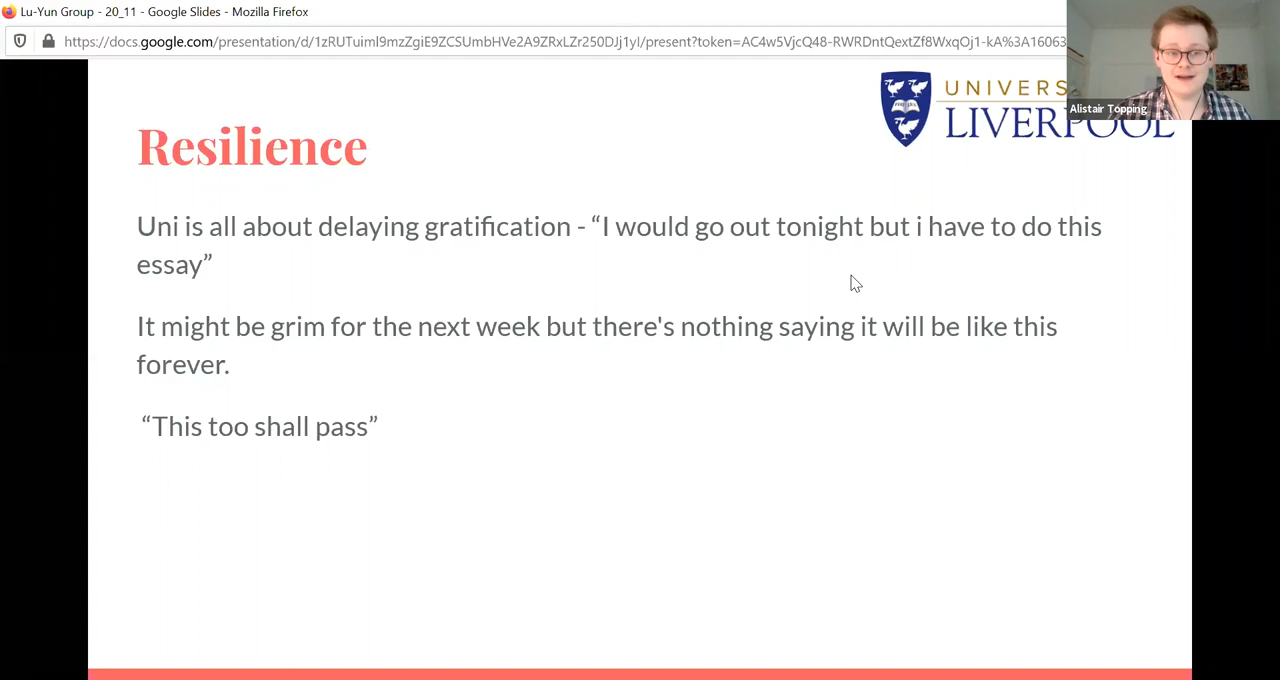 Lu-Yun Group - 20_11 - Google Slides - Mozilla Firefox
https://docs.google.com/presentation/d/1zRUTuimI9mzZgiE9ZCSUmbHVe2A9ZRxLZr250DJj1yI/present?token=AC4w5VjcQ48-RWRDntQextZf8WxqOj1-kA%3A16063
Alistair Topping
UNIVERS
LIVERPOOL
Resilience
Uni is all about delaying gratification - “I would go out tonight but i have to do this
essay”
It might be grim for the next week but there's nothing saying it will be like this
forever.
“This too shall pass”